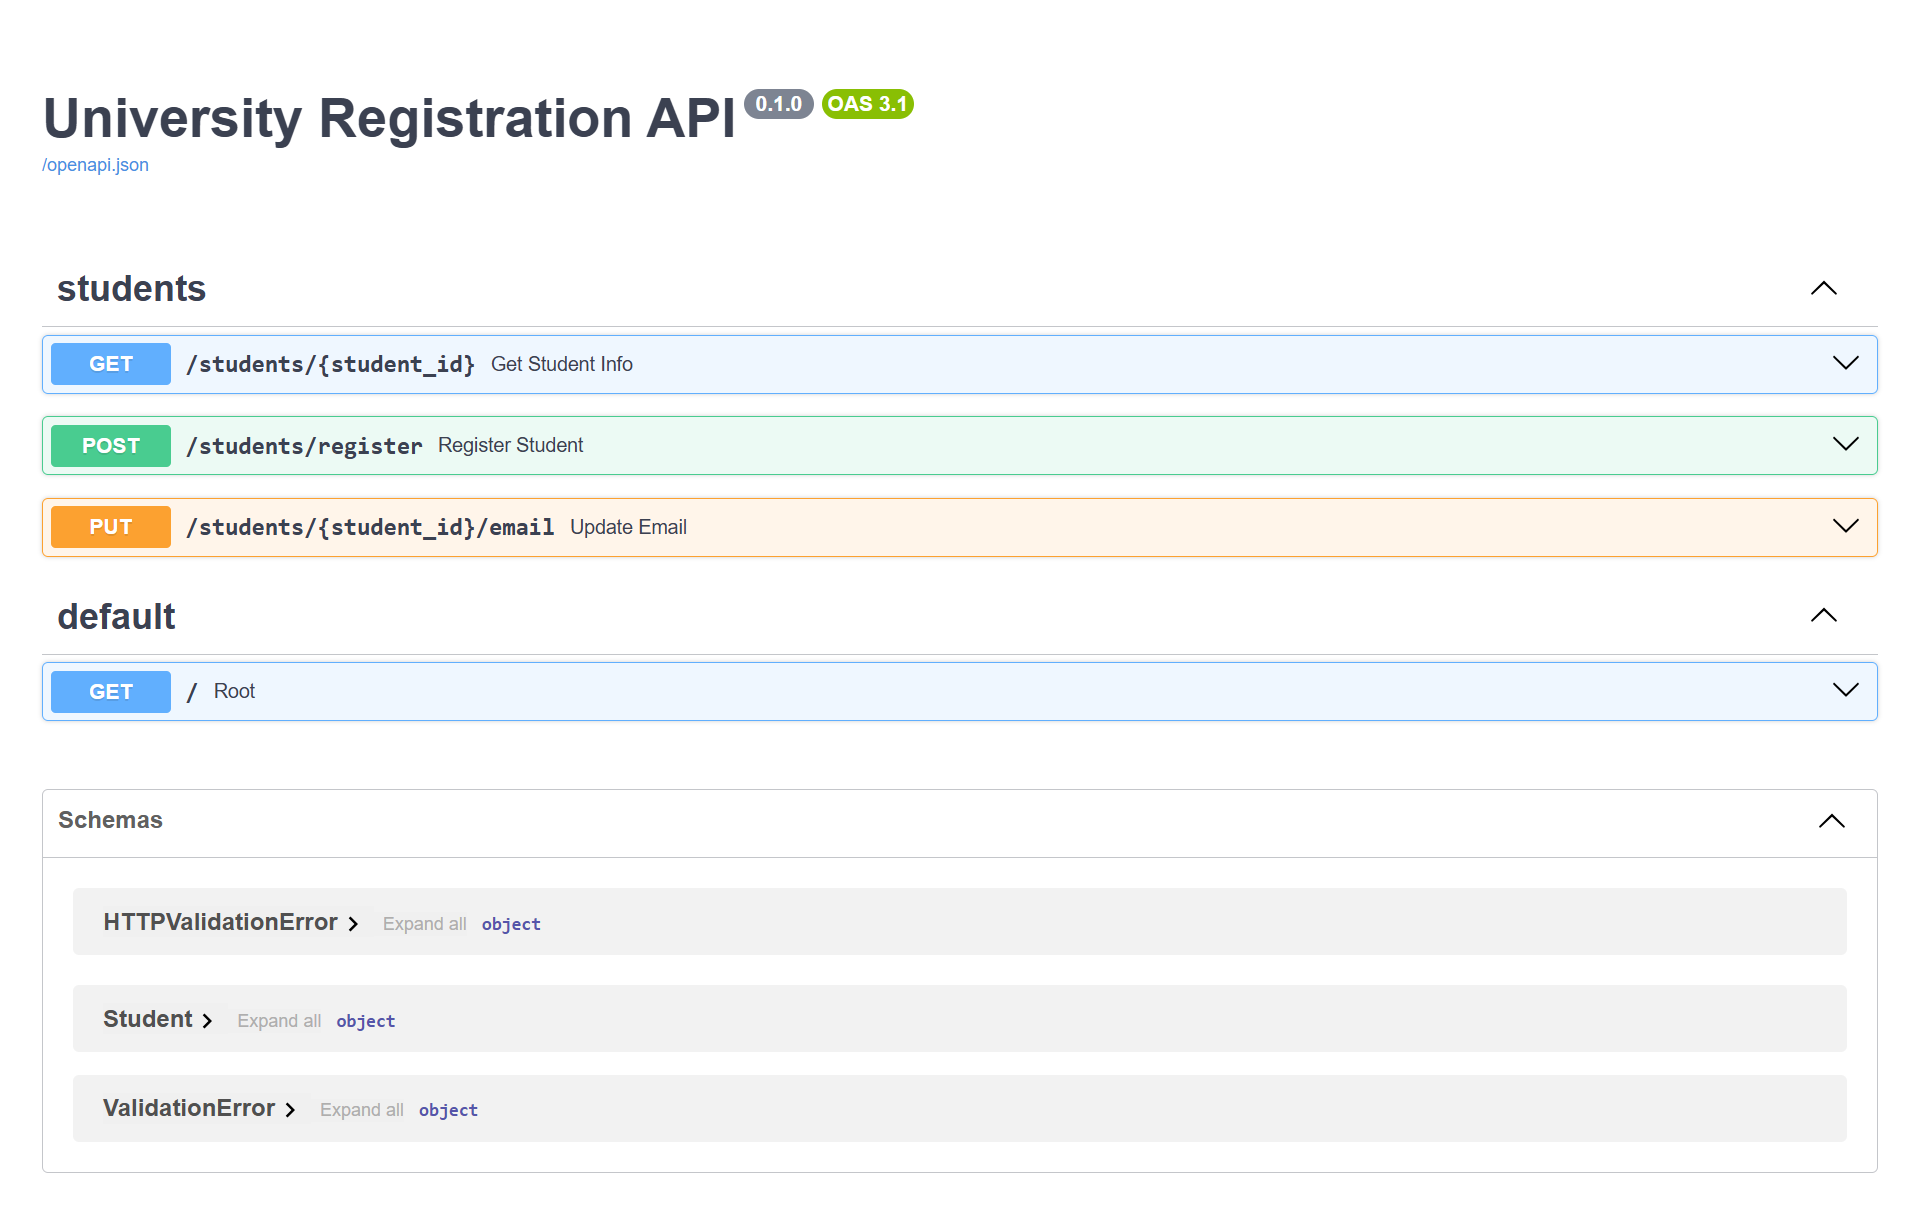 University Registration API 0.1.0 OAS 3.1
/openapi.json
students
GET /students/{student_id} Get Student Info
POST /students/register Register Student
PUT /students/{student_id}/email Update Email
default
GET / Root
Schemas
HTTPValidationError Expand all object
Student Expand all object
ValidationError Expand all object